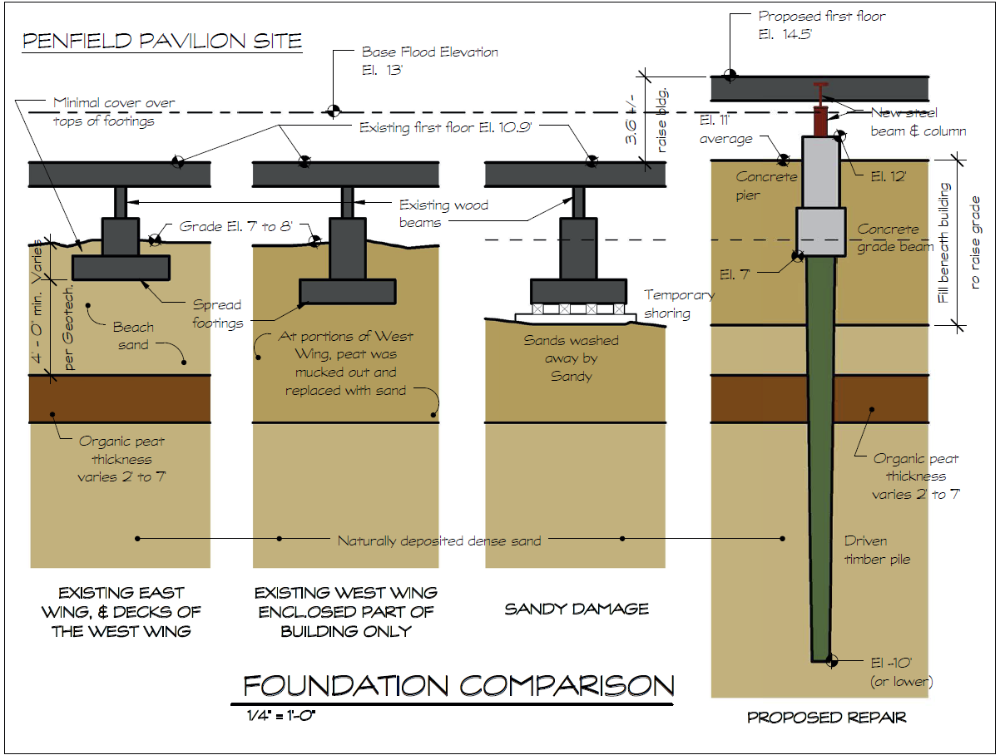 PENFIELD PAVILION SITE
Base Flood Elevation
El. 13'
Proposed first floor
El. 14.5'
Minimal cover over
tops of footings
Existing first floor El. 10.9'
3.6' +/-
raise bldg.
El. 11'
average
New steel
beam & column
Concrete
pier
El. 12'
Existing wood
beams
Grade El. 7' to 8'
Concrete
grade beam
El. 7'
Fill beneath building
ro raise grade
4' - 0" min. Varies
per Geotech.
Spread
footings
Temporary
shoring
Beach
sand
At portions of West
Wing, peat was
mucked out and
replaced with sand
Sands washed
away by
Sandy
Organic peat
thickness
varies 2' to 7'
Organic peat
thickness
varies 2' to 7'
Naturally deposited dense sand
Driven
timber pile
El -10'
(or lower)
EXISTING EAST
WING, & DECKS OF
THE WEST WING
EXISTING WEST WING
ENCLOSED PART OF
BUILDING ONLY
SANDY DAMAGE
PROPOSED REPAIR
FOUNDATION COMPARISON
1/4" = 1'-0"